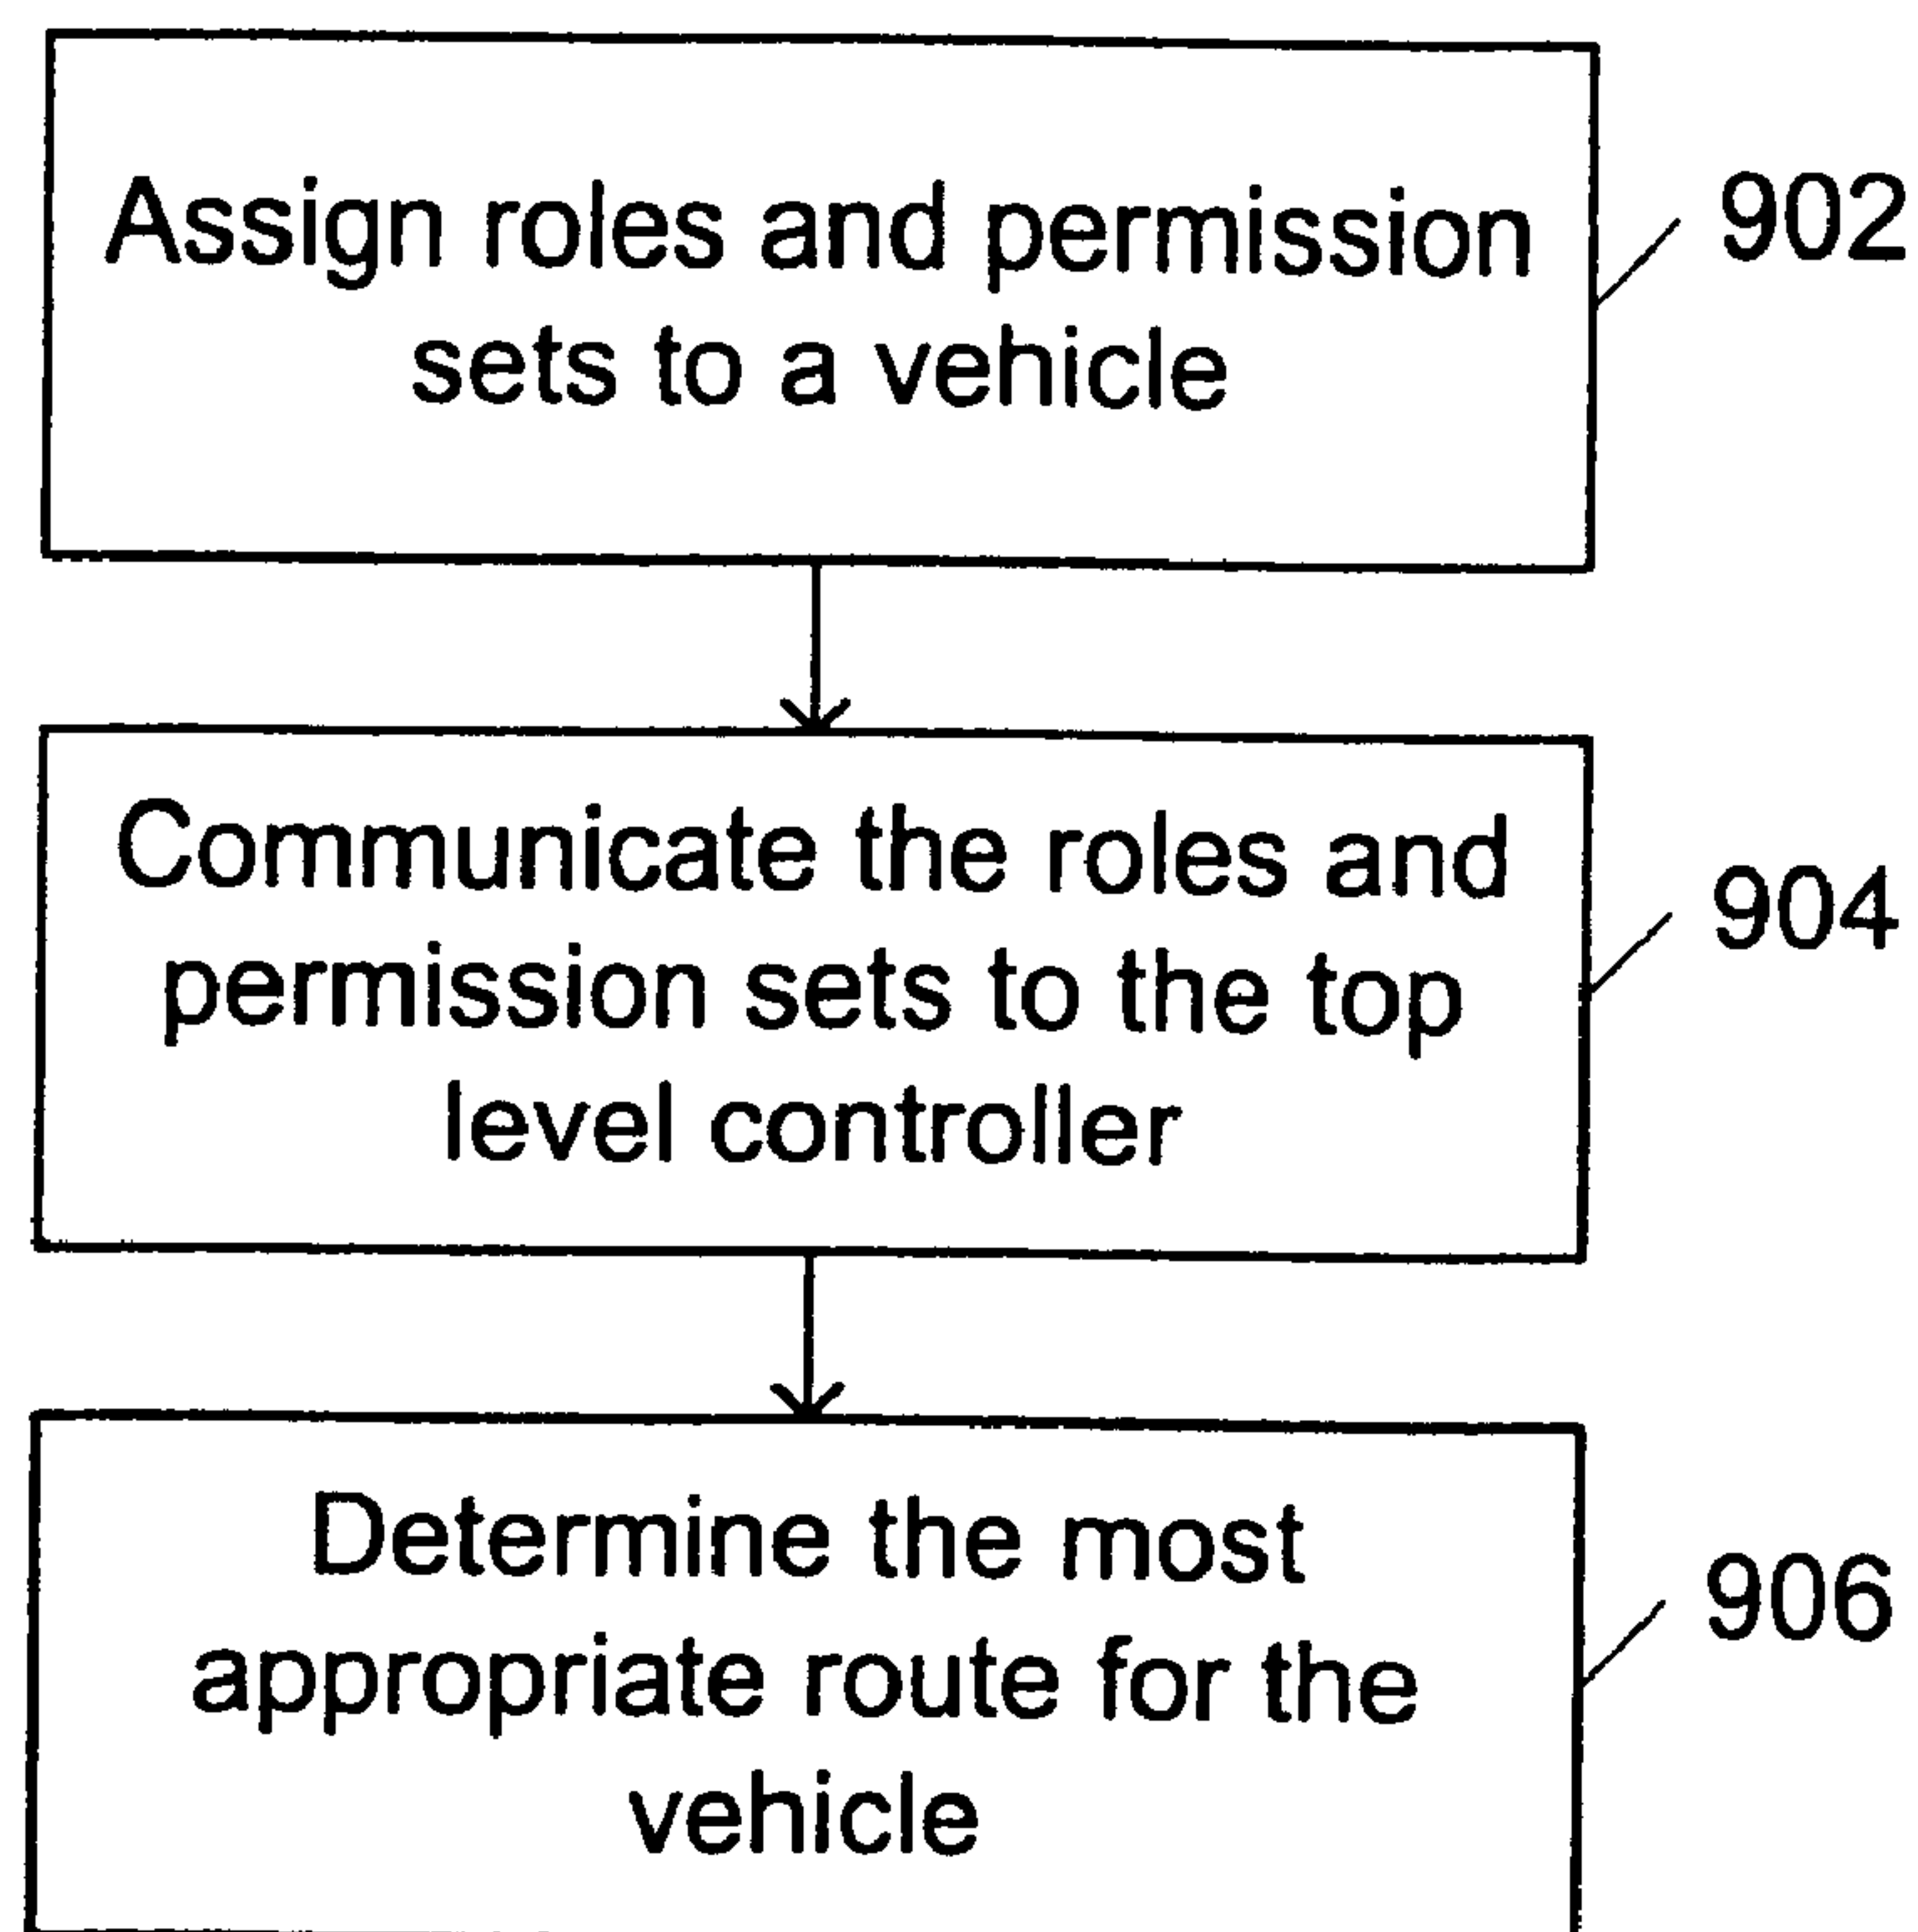 Assign roles and permission
sets to a vehicle
902
Communicate the roles and
permission sets to the top
level controller
904
Determine the most
appropriate route for the
vehicle
906